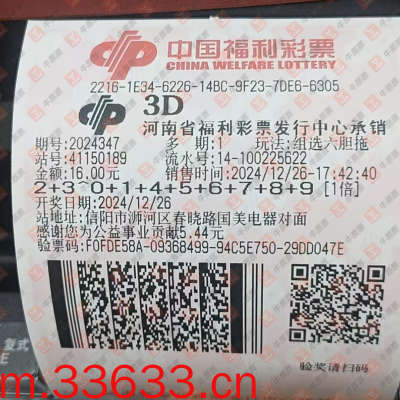 中国福利彩票
CHINA WELFARE LOTTERY
2216-1E34-6226-14BC-9F23-7DE6-6305
3D
河南省福利彩票发行中心承销
期号:2024347 多 期:1 玩法:组选六胆拖
站号:41150189 流水号:14-100225622
金额:16.00元 销售时间:2024/12/26-17:42:40
2+3^0+1+4+5+6+7+8+9 [1倍]
开奖日期:2024/12/26
站地址:信阳市浉河区春晓路国美电器对面
感谢您为公益事业贡献5.44元
验票码:F0FDE58A-09368499-94C5E750-29DD047E
复式
验奖请扫码
m.33633.cn